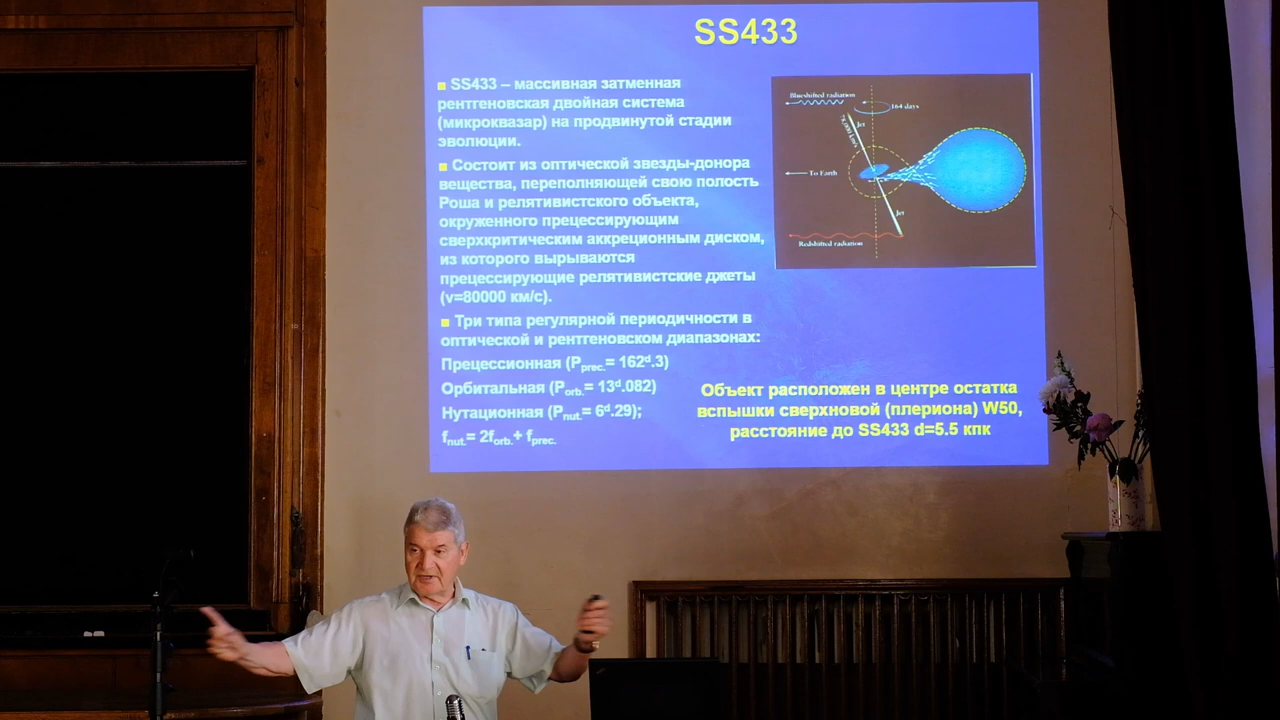 SS433
SS433 – массивная затменная
рентгеновская двойная система
(микроквазар) на продвинутой стадии
эволюции.
Состоит из оптической звезды-донора
вещества, переполняющей свою полость
Роша и релятивистского объекта,
окруженного прецессирующим
сверхкритическим аккреционным диском,
из которого вырываются
прецессирующие релятивистские джеты
(v=80000 км/с).
Три типа регулярной периодичности в
оптической и рентгеновском диапазонах:
Прецессионная (Pprec.= 162d.3)
Орбитальная (Porb.= 13d.082)
Нутационная (Pnut.= 6d.29);
fnut.= 2forb.+ fprec.
Blueshifted radiation
164 days
Jet
To Earth
Jet
Redshifted radiation
Объект расположен в центре остатка
вспышки сверхновой (плериона) W50,
расстояние до SS433 d=5.5 кпк